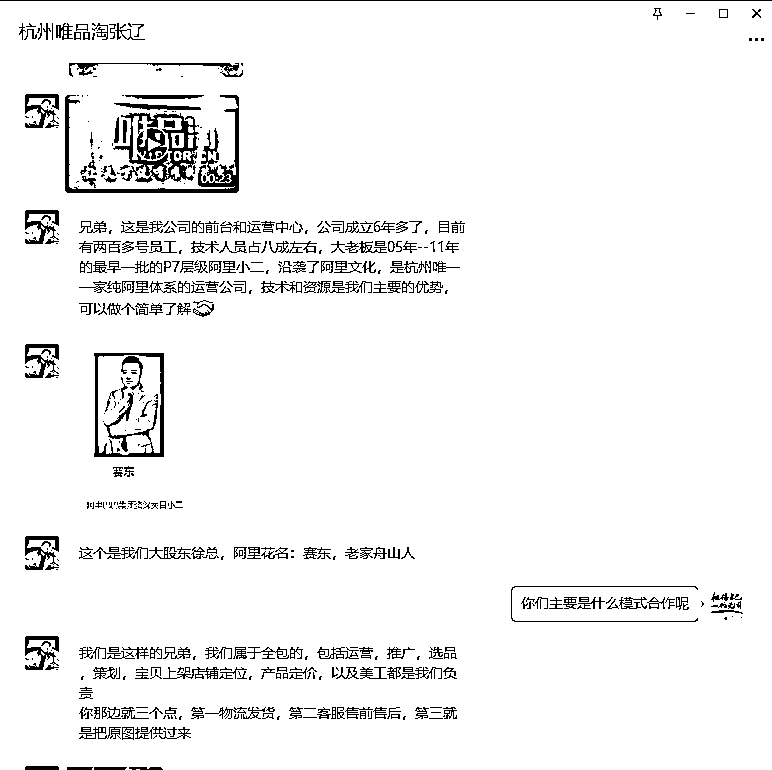 杭州唯品淘张辽
唯品
00:23
兄弟，这是我公司的前台和运营中心，公司成立6年多了，目前
有两百多号员工，技术人员占八成左右，大老板是05年--11年
的最早一批的P7层级阿里小二，沿袭了阿里文化，是杭州唯一
一家纯阿里体系的运营公司，技术和资源是我们主要的优势，
可以做个简单了解
赛东
这个是我们大股东徐总，阿里花名：赛东，老家舟山人
你们主要是什么模式合作呢
我们是这样的兄弟，我们属于全包的，包括运营，推广，选品
，策划，宝贝上架店铺定位，产品定价，以及美工都是我们负
责
你那边就三个点，第一物流发货，第二客服售前售后，第三就
是把原图提供过来